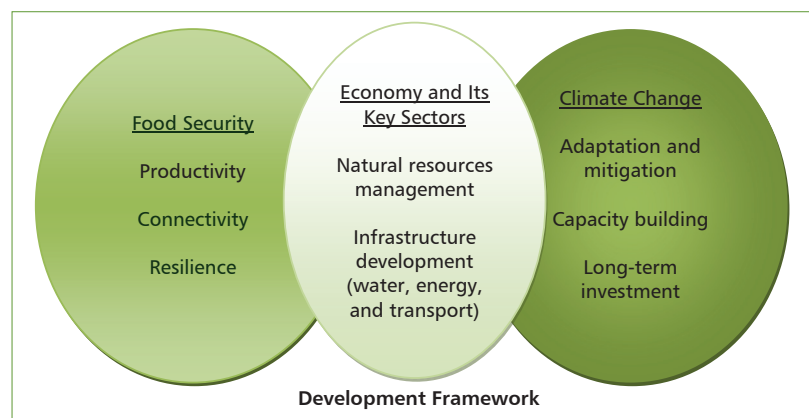 Food Security
Productivity
Connectivity
Resilience
Economy and Its
Key Sectors
Natural resources
management
Infrastructure
development
(water, energy,
and transport)
Climate Change
Adaptation and
mitigation
Capacity building
Long-term
investment
Development Framework